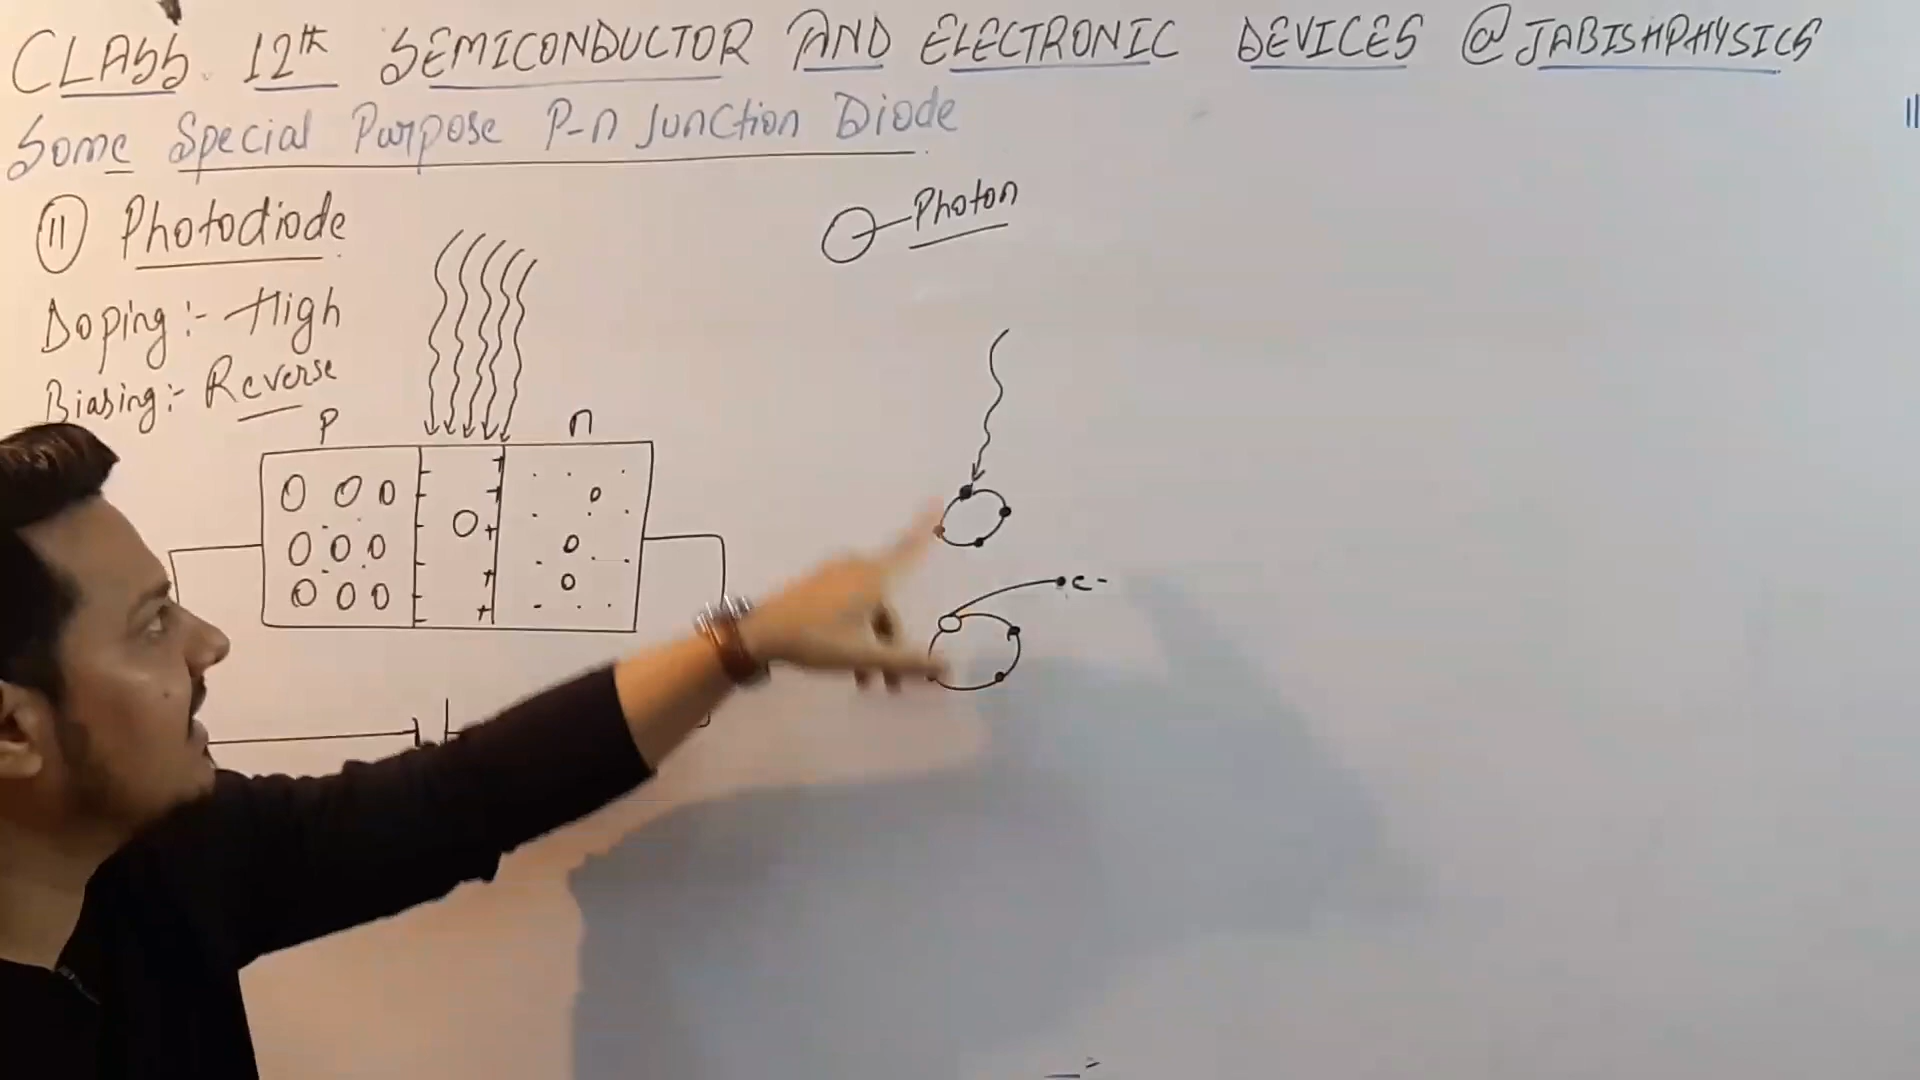 CLASS. 12th SEMICONDUCTOR AND ELECTRONIC DEVICES @JABISHPHYSICS
Some Special Purpose P-n Junction Diode
11
(II) Photodiode
Photon
Doping:- High
Biasing:- Reverse
P
n
e-